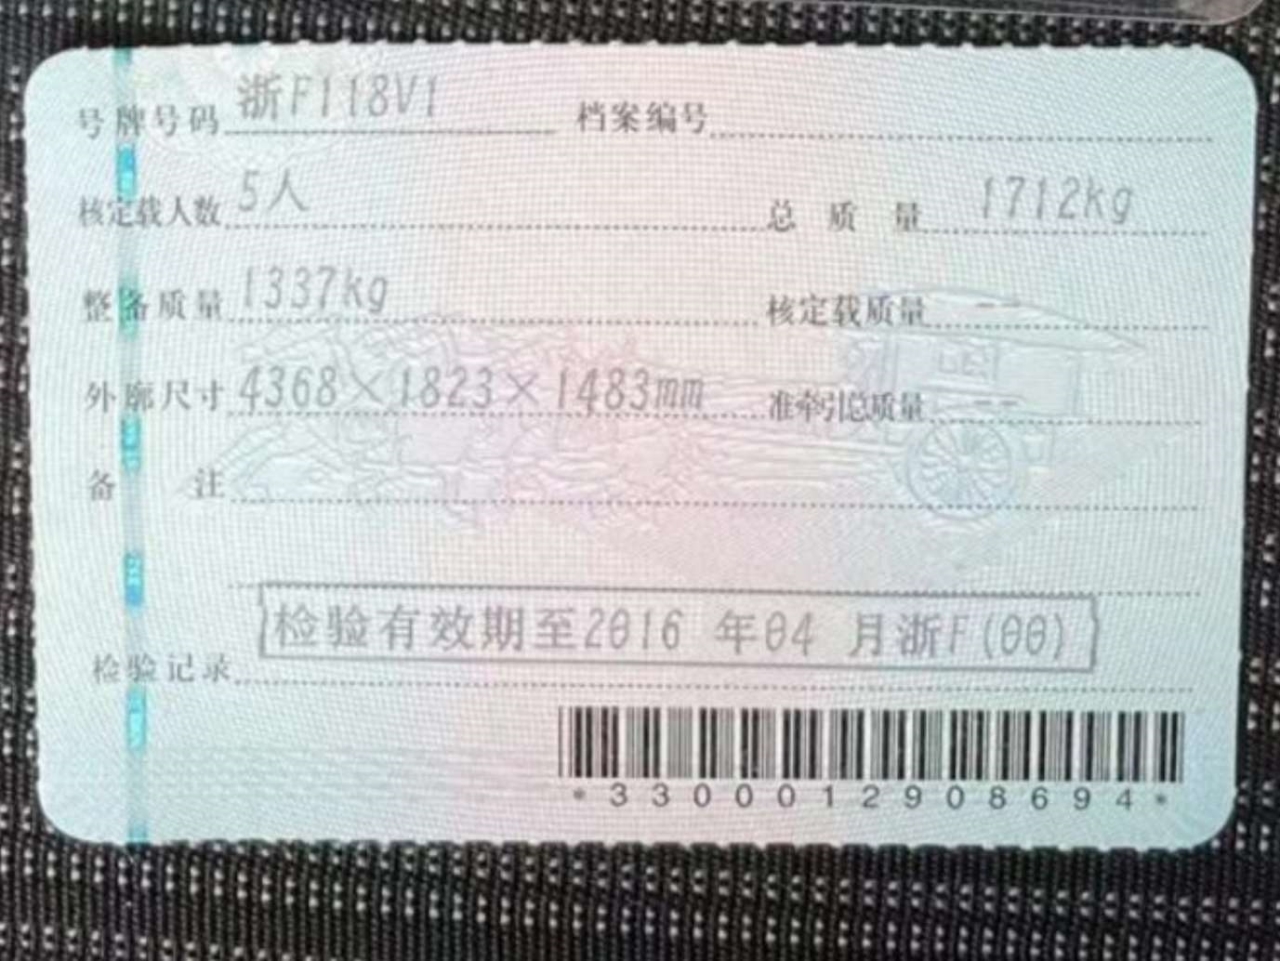 号牌号码 浙F118V1 档案编号
核定载人数 5人 总质量 1712kg
整备质量 1337kg 核定载质量 --
外廓尺寸 4368×1823×1483mm 准牵引总质量 --
备注
检验有效期至2016 年04 月浙F(00)
检验记录
*3300012908694*